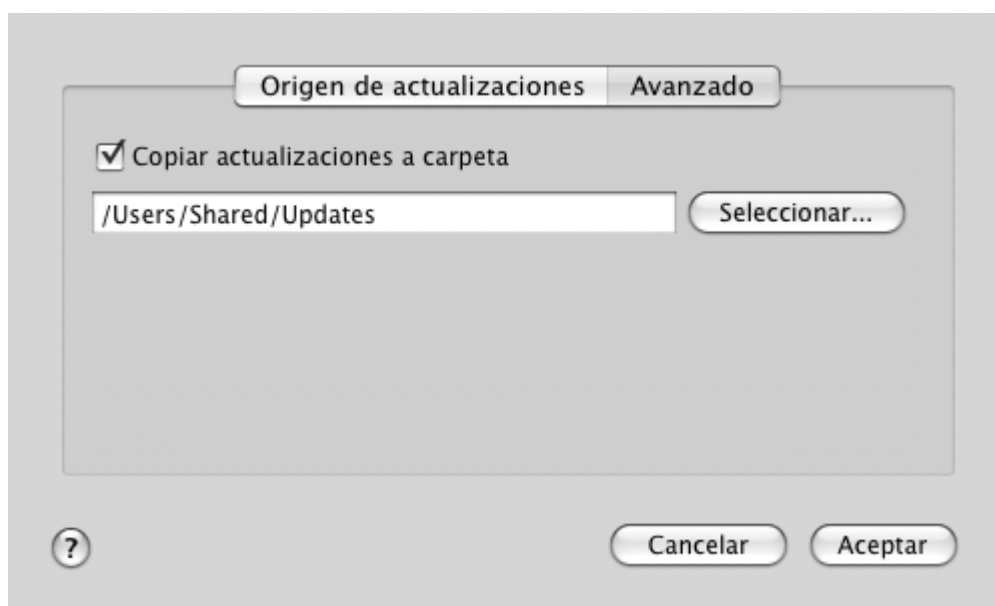 Origen de actualizaciones Avanzado
Copiar actualizaciones a carpeta
/Users/Shared/Updates Seleccionar...
? Cancelar Aceptar